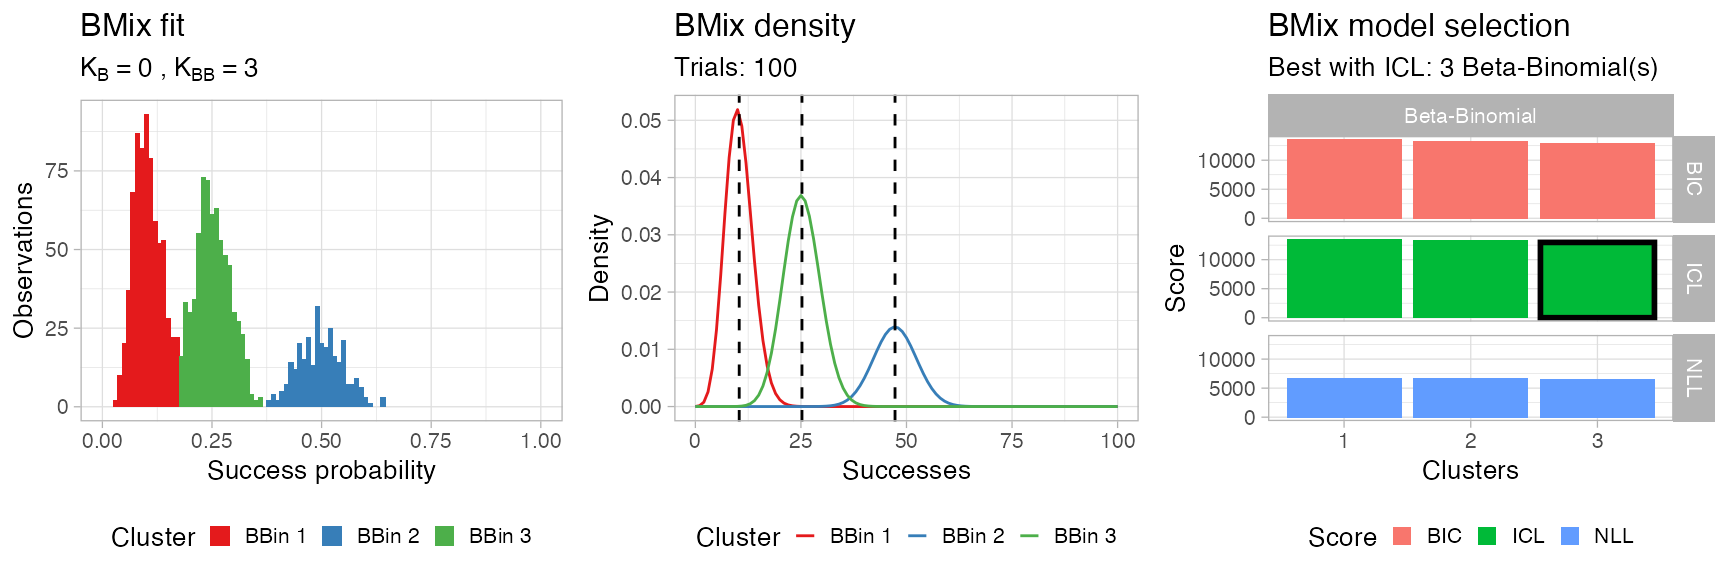 BMix fit
K_B = 0 , K_BB = 3
75
50
25
0
Observations
0.00 0.25 0.50 0.75 1.00
Success probability
Cluster BBin 1 BBin 2 BBin 3
BMix density
Trials: 100
0.05
0.04
0.03
0.02
0.01
0.00
Density
0 25 50 75 100
Successes
Cluster BBin 1 BBin 2 BBin 3
BMix model selection
Best with ICL: 3 Beta-Binomial(s)
Beta-Binomial
10000
5000
0
BIC
10000
5000
0
ICL
10000
5000
0
NLL
Score
1 2 3
Clusters
Score BIC ICL NLL